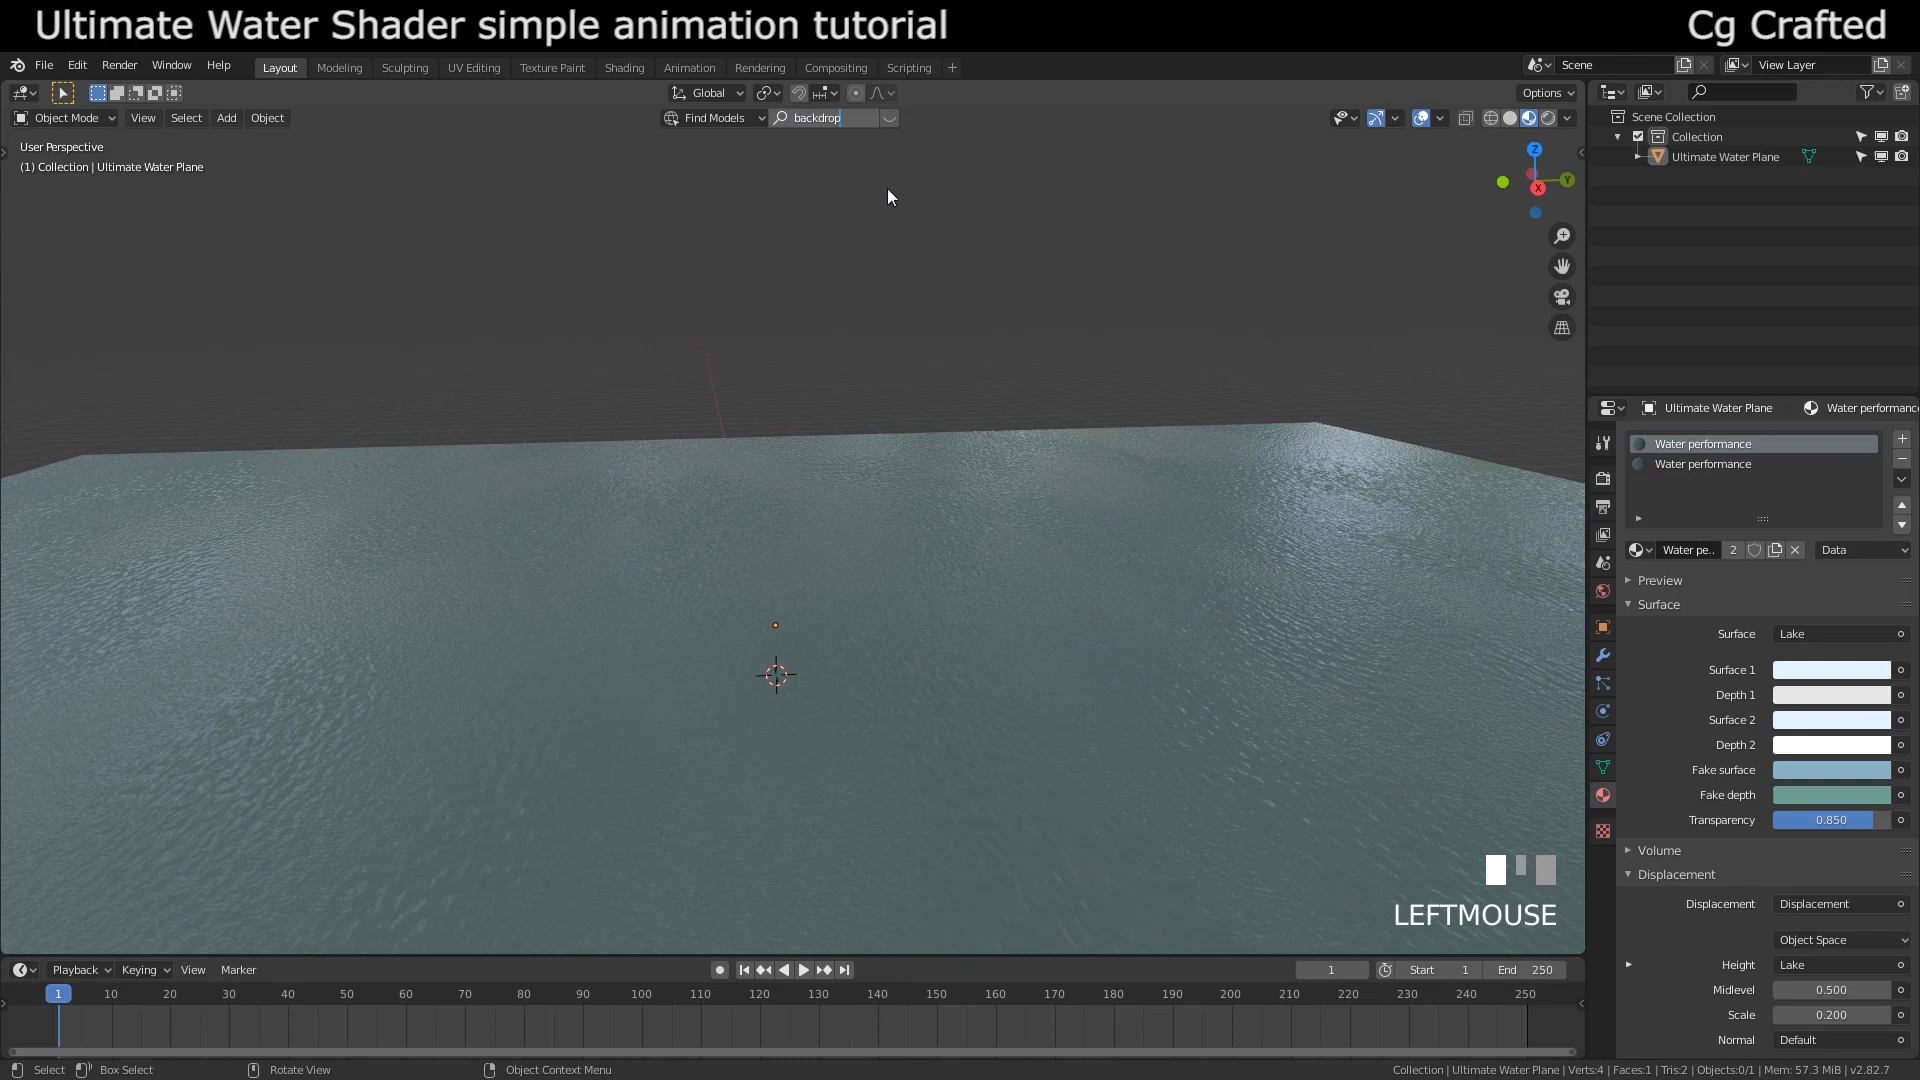 Ultimate Water Shader simple animation tutorial
Cg Crafted
File Edit Render Window Help
Layout Modeling Sculpting UV Editing Texture Paint Shading Animation Rendering Compositing Scripting +
Scene
View Layer
Global
Options
Object Mode View Select Add Object
Find Models backdrop
User Perspective
(1) Collection | Ultimate Water Plane
Z
Y
X
Scene Collection
Collection
Ultimate Water Plane
Ultimate Water Plane Water performanc
Water performance
Water performance
Water pe.. 2 Data
Preview
Surface
Surface Lake
Surface 1
Depth 1
Surface 2
Depth 2
Fake surface
Fake depth
Transparency 0.850
Volume
Displacement
Displacement Displacement
Object Space
Height Lake
Midlevel 0.500
Scale 0.200
Normal Default
LEFTMOUSE
Playback Keying View Marker
1 Start 1 End 250
1 10 20 30 40 50 60 70 80 90 100 110 120 130 140 150 160 170 180 190 200 210 220 230 240 250
Select Box Select Rotate View Object Context Menu
Collection | Ultimate Water Plane | Verts:4 | Faces:1 | Tris:2 | Objects:0/1 | Mem: 57.3 MiB | v2.82.7